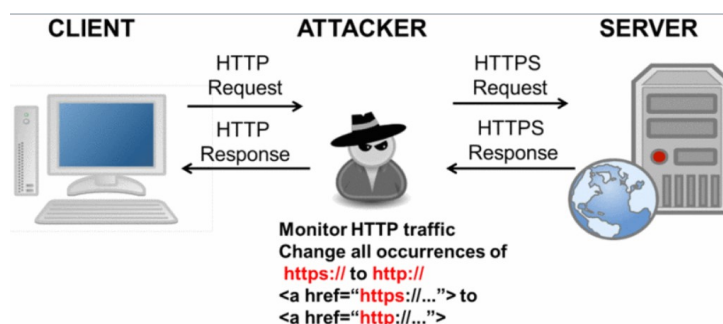 CLIENT
ATTACKER
SERVER
HTTP
Request
HTTP
Response
HTTPS
Request
HTTPS
Response
Monitor HTTP traffic
Change all occurrences of
https:// to http://
<a href=“https://...”> to
<a href=“http://...”>